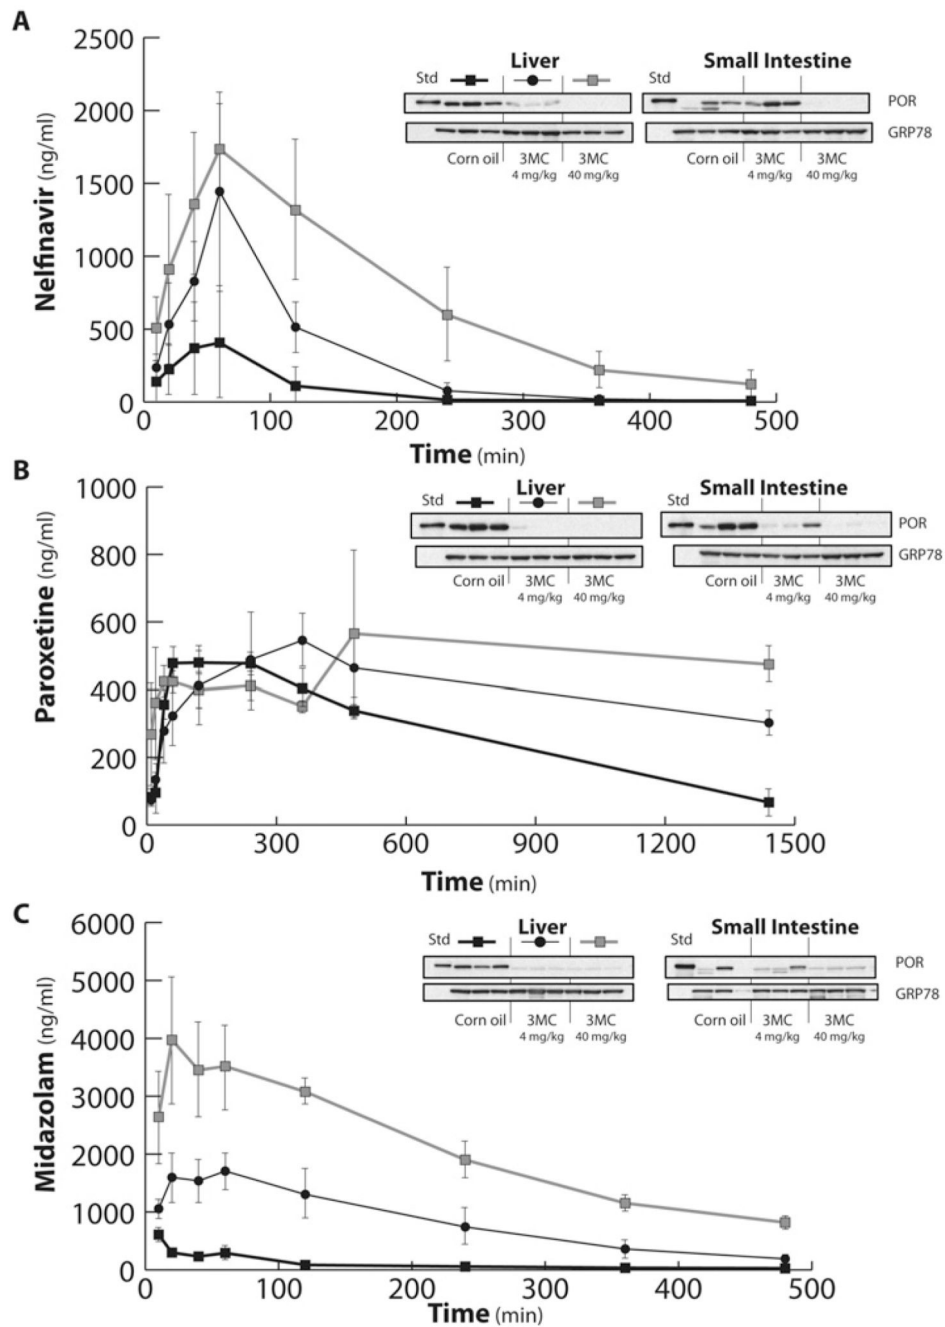 A
Nelfinavir (ng/ml)
2500
2000
1500
1000
500
0
0 100 200 300 400 500
Time (min)
Liver
Small Intestine
Std
Std
POR
GRP78
Corn oil
3MC
4 mg/kg
3MC
40 mg/kg
Corn oil
3MC
4 mg/kg
3MC
40 mg/kg
B
Paroxetine (ng/ml)
1000
800
600
400
200
0
0 300 600 900 1200 1500
Time (min)
Liver
Small Intestine
Std
Std
POR
GRP78
Corn oil
3MC
4 mg/kg
3MC
40 mg/kg
Corn oil
3MC
4 mg/kg
3MC
40 mg/kg
C
Midazolam (ng/ml)
6000
5000
4000
3000
2000
1000
0
0 100 200 300 400 500
Time (min)
Liver
Small Intestine
Std
Std
POR
GRP78
Corn oil
3MC
4 mg/kg
3MC
40 mg/kg
Corn oil
3MC
4 mg/kg
3MC
40 mg/kg